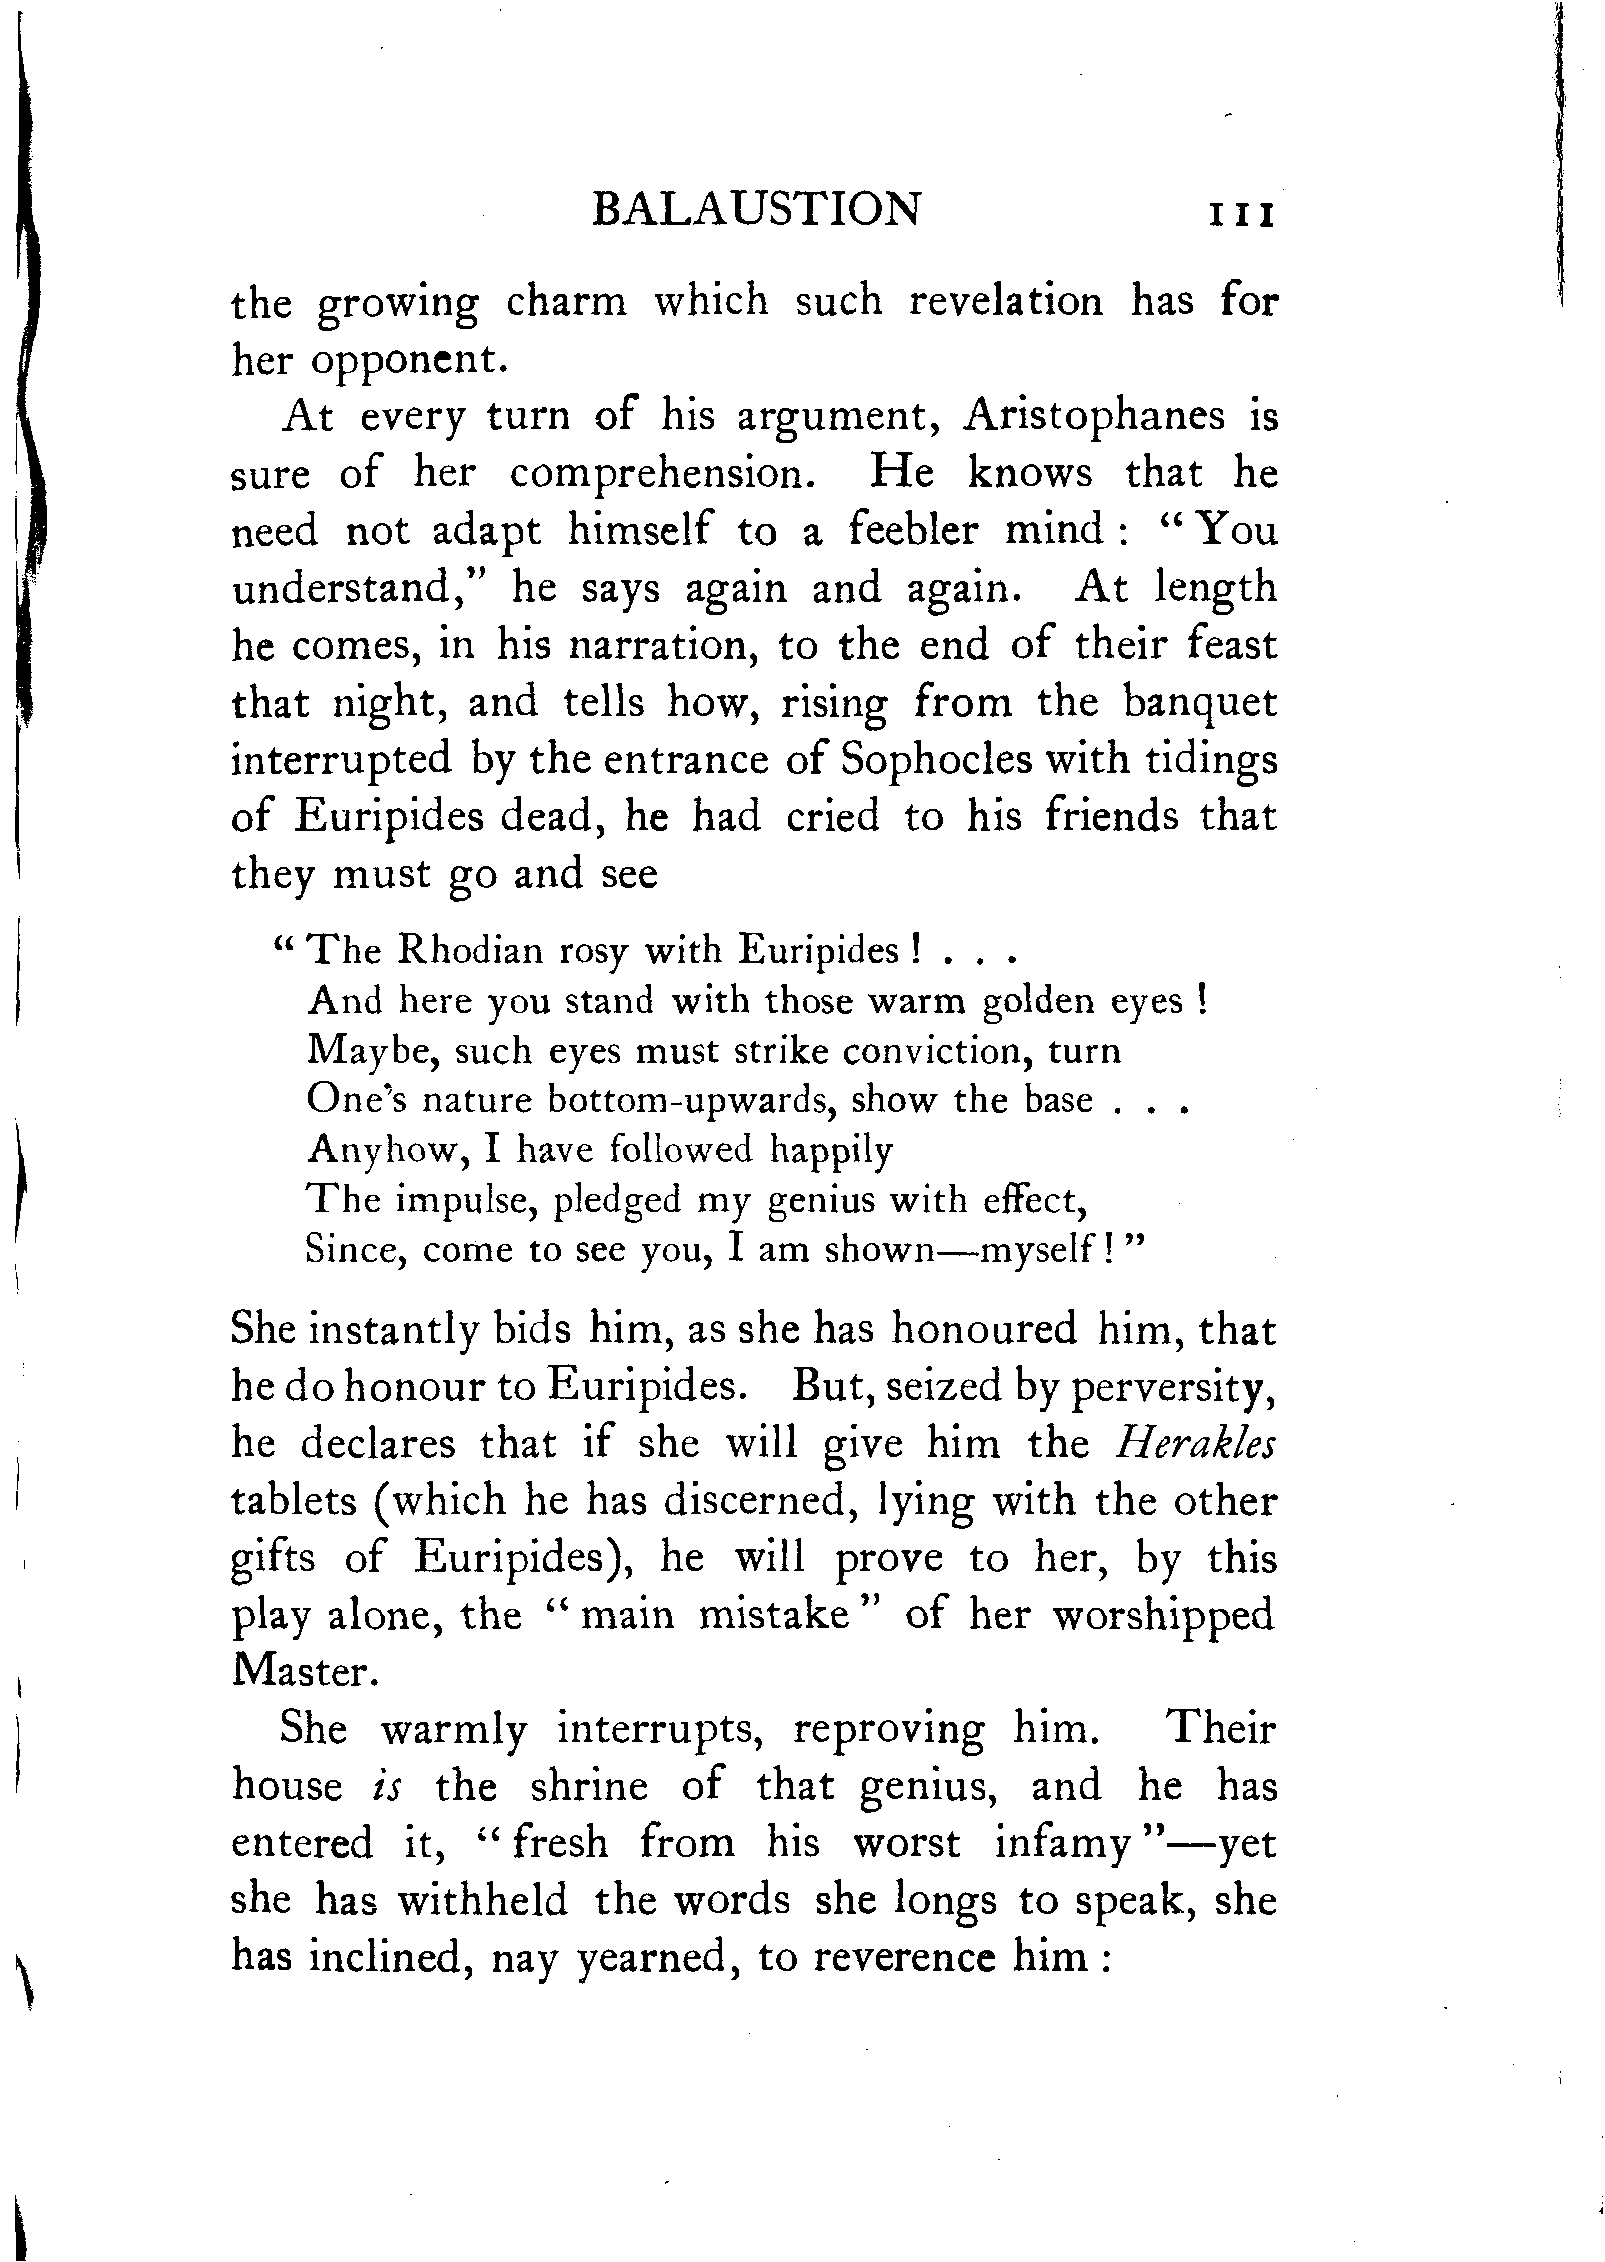 BALAUSTION 111
the growing charm which such revelation has for
her opponent.
At every turn of his argument, Aristophanes is
sure of her comprehension. He knows that he
need not adapt himself to a feebler mind : “ You
understand,” he says again and again. At length
he comes, in his narration, to the end of their feast
that night, and tells how, rising from the banquet
interrupted by the entrance of Sophocles with tidings
of Euripides dead, he had cried to his friends that
they must go and see
“ The Rhodian rosy with Euripides ! . . .
And here you stand with those warm golden eyes !
Maybe, such eyes must strike conviction, turn
One’s nature bottom-upwards, show the base . . .
Anyhow, I have followed happily
The impulse, pledged my genius with effect,
Since, come to see you, I am shown—myself ! ”
She instantly bids him, as she has honoured him, that
he do honour to Euripides. But, seized by perversity,
he declares that if she will give him the Herakles
tablets (which he has discerned, lying with the other
gifts of Euripides), he will prove to her, by this
play alone, the “ main mistake ” of her worshipped
Master.
She warmly interrupts, reproving him. Their
house is the shrine of that genius, and he has
entered it, “ fresh from his worst infamy ”—yet
she has withheld the words she longs to speak, she
has inclined, nay yearned, to reverence him :